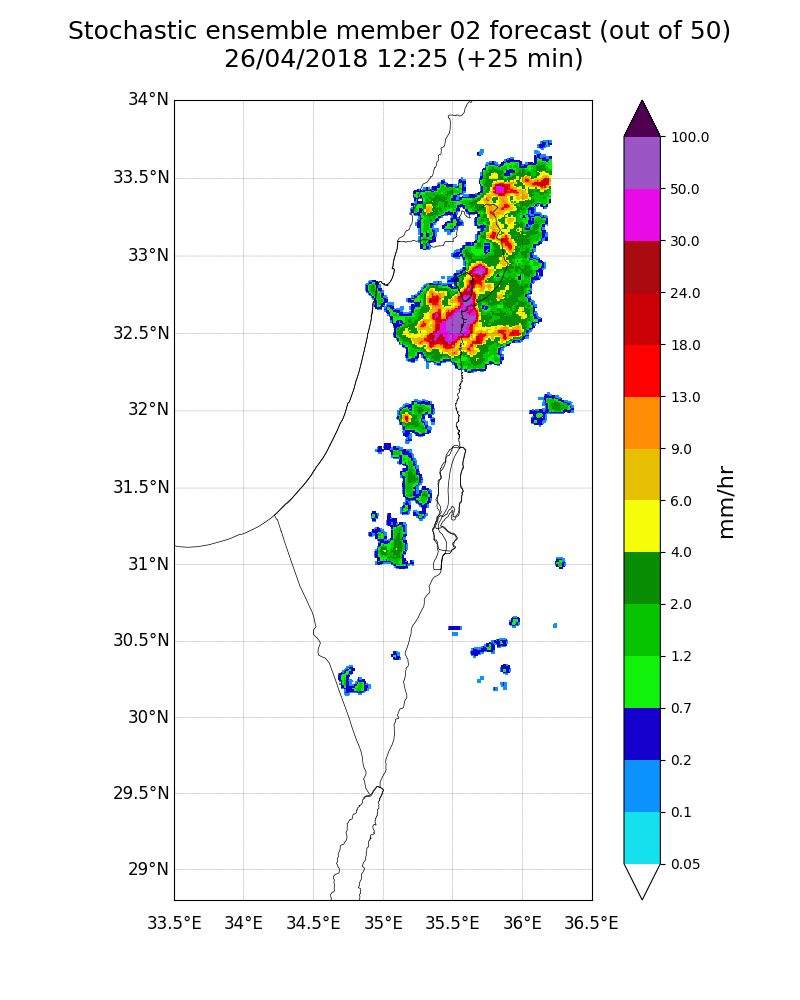 Stochastic ensemble member 02 forecast (out of 50)
26/04/2018 12:25 (+25 min)
34°N
33.5°N
33°N
32.5°N
32°N
31.5°N
31°N
30.5°N
30°N
29.5°N
29°N
33.5°E
34°E
34.5°E
35°E
35.5°E
36°E
36.5°E
100.0
50.0
30.0
24.0
18.0
13.0
9.0
6.0
4.0
2.0
1.2
0.7
0.2
0.1
0.05
mm/hr